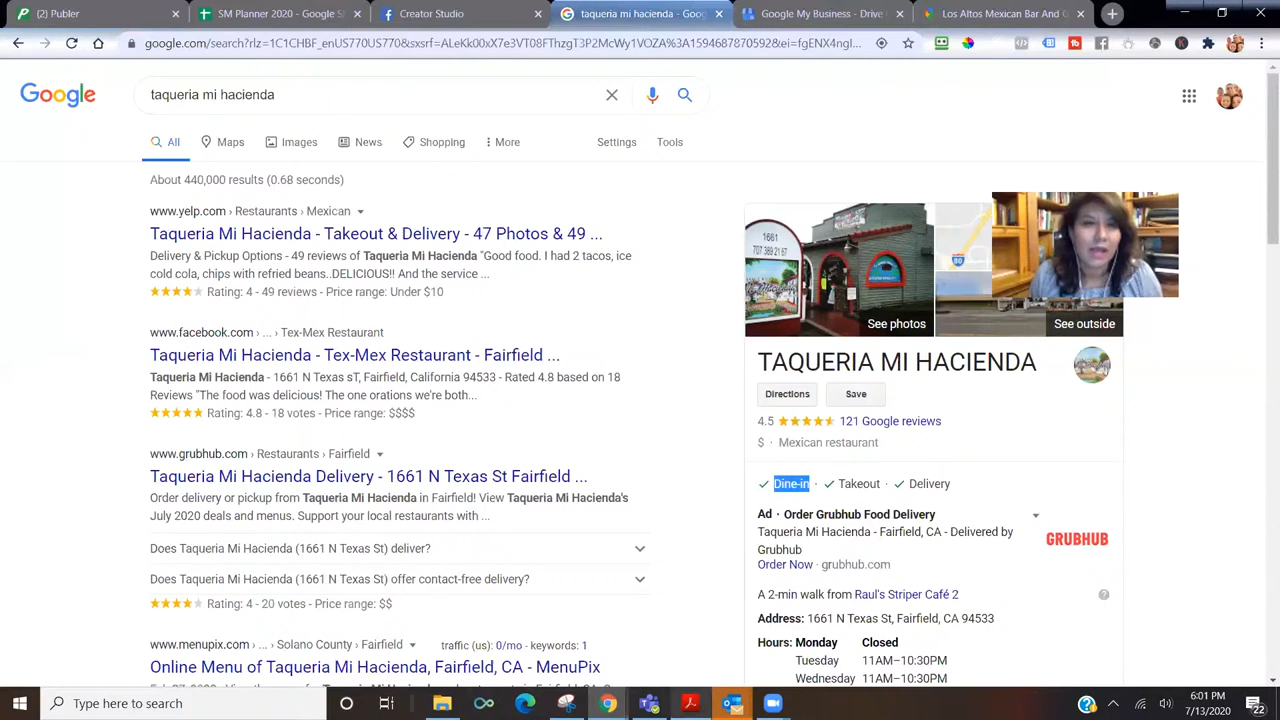 (2) Publer
SM Planner 2020 - Google S
Creator Studio
taqueria mi hacienda - Goo
Google My Business - Drive
Los Altos Mexican Bar And G
google.com/search?rlz=1C1CHBF_enUS770US770&sxsrf=ALeKk00xX7e3VT08FThzgT3P2McWy1VOZA%3A1594687870592&ei=fgENX4ngI...
Google
taqueria mi hacienda
All Maps Images News Shopping More Settings Tools
About 440,000 results (0.68 seconds)
www.yelp.com › Restaurants › Mexican
Taqueria Mi Hacienda - Takeout & Delivery - 47 Photos & 49 ...
Delivery & Pickup Options - 49 reviews of Taqueria Mi Hacienda "Good food. I had 2 tacos, ice
cold cola, chips with refried beans..DELICIOUS!! And the service ...
Rating: 4 - 49 reviews - Price range: Under $10
www.facebook.com › ... › Tex-Mex Restaurant
Taqueria Mi Hacienda - Tex-Mex Restaurant - Fairfield ...
Taqueria Mi Hacienda - 1661 N Texas sT, Fairfield, California 94533 - Rated 4.8 based on 18
Reviews "The food was delicious! The one orations we're both...
Rating: 4.8 - 18 votes - Price range: $$$$
www.grubhub.com › Restaurants › Fairfield
Taqueria Mi Hacienda Delivery - 1661 N Texas St Fairfield ...
Order delivery or pickup from Taqueria Mi Hacienda in Fairfield! View Taqueria Mi Hacienda's
July 2020 deals and menus. Support your local restaurants with ...
Does Taqueria Mi Hacienda (1661 N Texas St) deliver?
Does Taqueria Mi Hacienda (1661 N Texas St) offer contact-free delivery?
Rating: 4 - 20 votes - Price range: $$
www.menupix.com › ... › Solano County › Fairfield traffic (us): 0/mo - keywords: 1
Online Menu of Taqueria Mi Hacienda, Fairfield, CA - MenuPix
1661
707.389.2167
80
See photos
See outside
TAQUERIA MI HACIENDA
Directions Save
4.5 121 Google reviews
$ · Mexican restaurant
Dine-in · Takeout · Delivery
Ad · Order Grubhub Food Delivery
Taqueria Mi Hacienda - Fairfield, CA - Delivered by
Grubhub
GRUBHUB
Order Now · grubhub.com
A 2-min walk from Raul's Striper Café 2
Address: 1661 N Texas St, Fairfield, CA 94533
Hours: Monday Closed
Tuesday 11AM–10:30PM
Wednesday 11AM–10:30PM
Type here to search
6:01 PM
7/13/2020
22